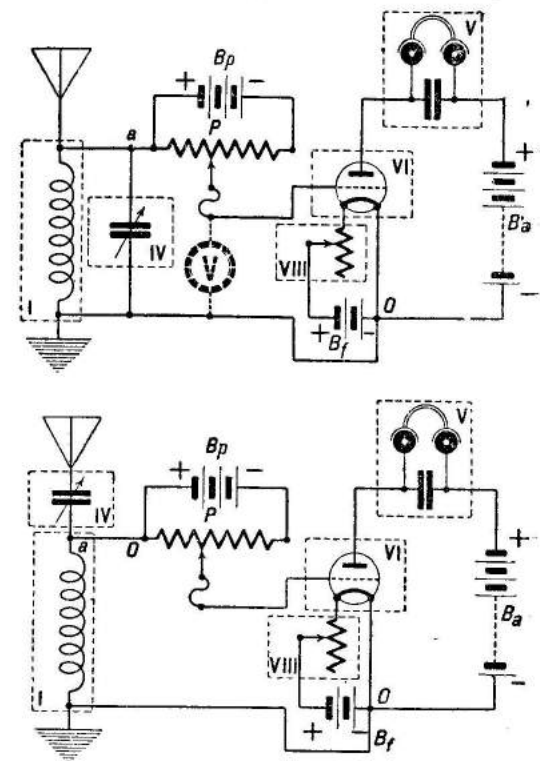 V
Bp
+ −
P
a
+
VI
IV
V
B'a
VIII
I
O
−
+ −
Bf
V
Bp
+ −
IV
P
+
a
O
VI
Ba
VIII
I
O
−
+ −
Bf